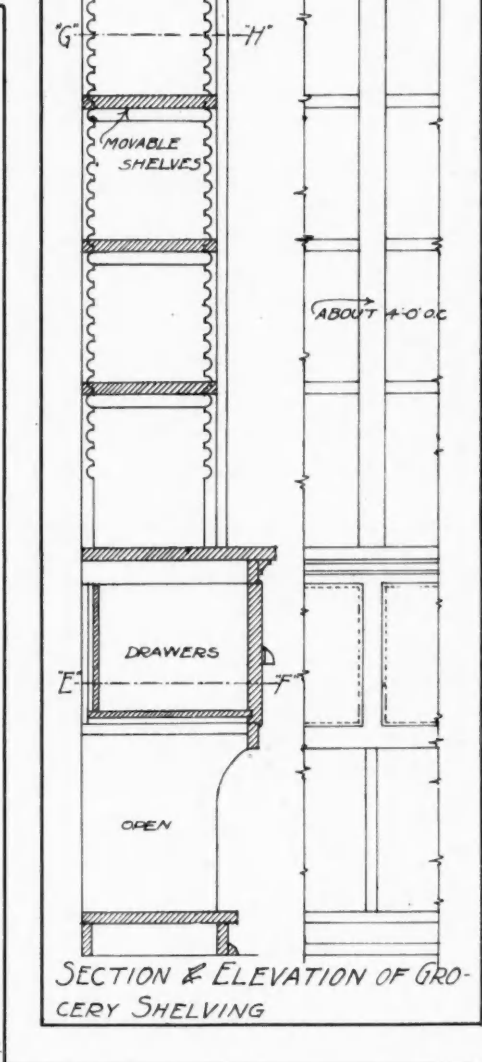 "G" "H"
MOVABLE
SHELVES
ABOUT 4'-0" O.C
DRAWERS
"E" "F"
OPEN
SECTION & ELEVATION OF GRO-
CERY SHELVING